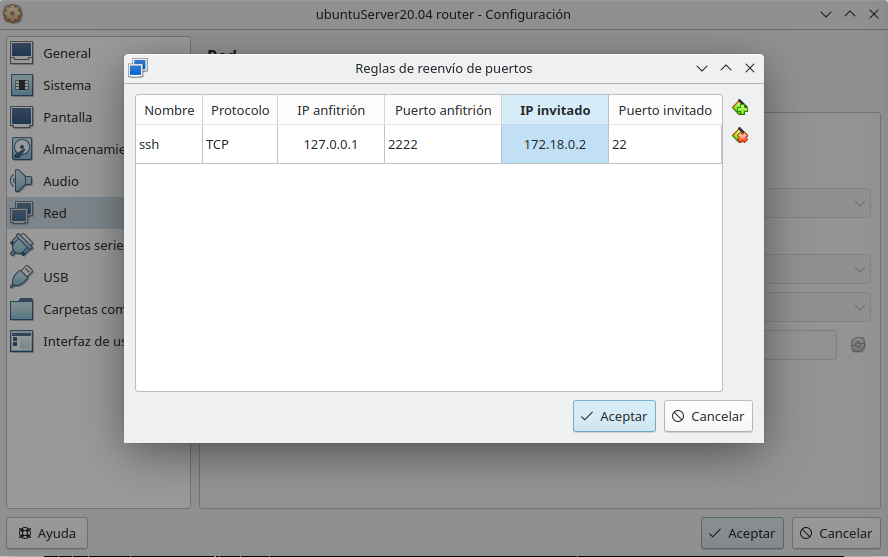 ubuntuServer20.04 router - Configuración
General
Sistema
Pantalla
Almacenamie
Audio
Red
Puertos serie
USB
Carpetas com
Interfaz de us
Red
Reglas de reenvío de puertos
Nombre Protocolo IP anfitrión Puerto anfitrión IP invitado Puerto invitado
ssh TCP 127.0.0.1 2222 172.18.0.2 22
Aceptar Cancelar
Ayuda Aceptar Cancelar